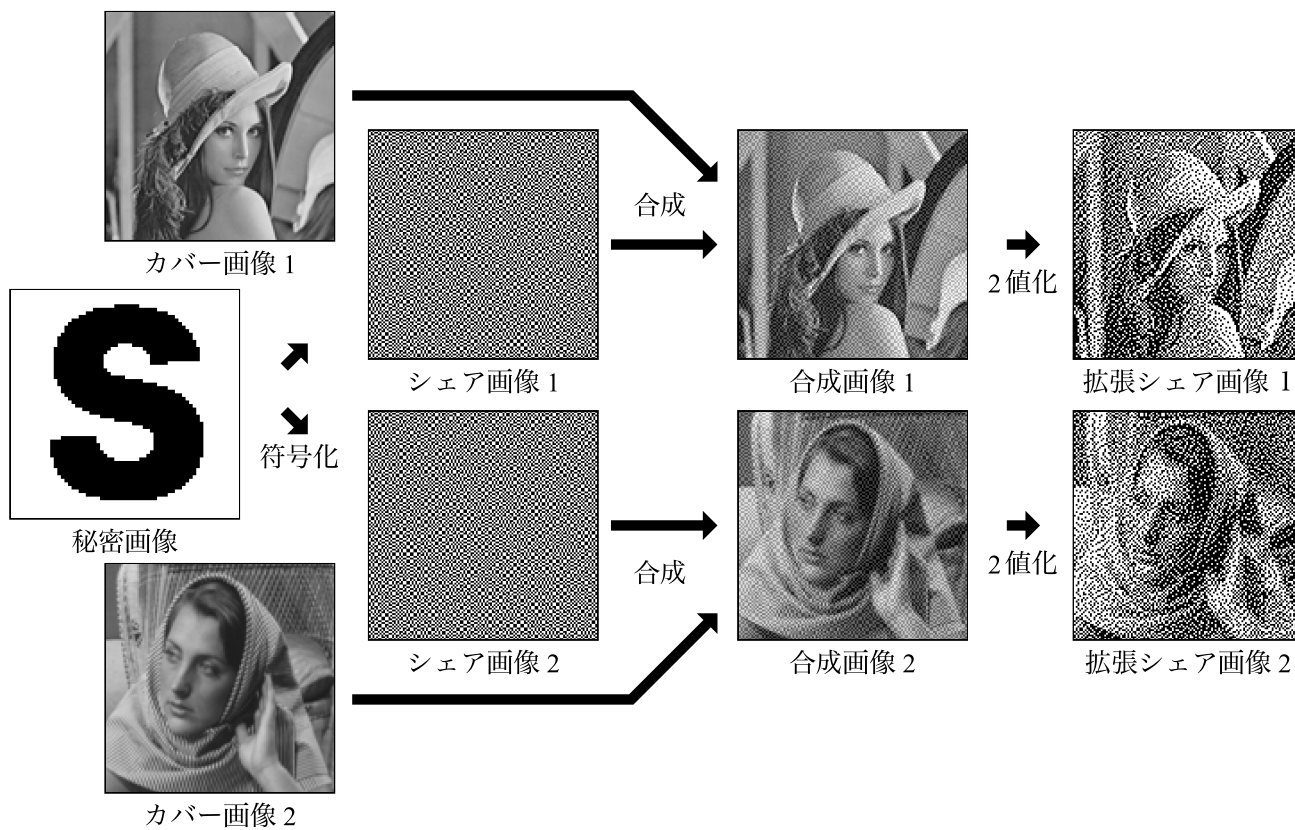 カバー画像 1
合成
2 値化
シェア画像 1
合成画像 1
拡張シェア画像 1
S
符号化
秘密画像
合成
2 値化
シェア画像 2
合成画像 2
拡張シェア画像 2
カバー画像 2